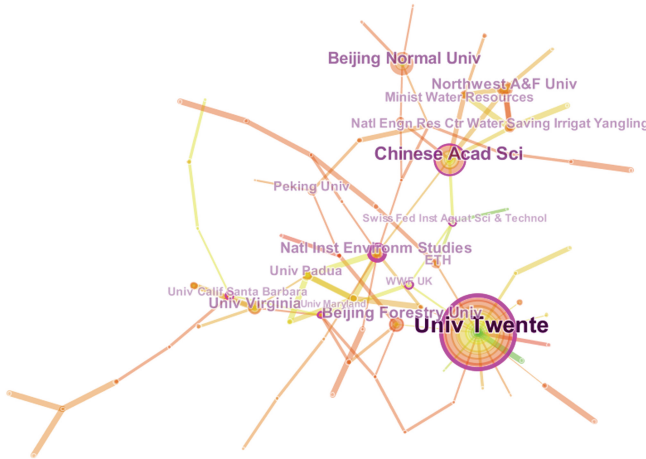 Beijing Normal Univ
Northwest A&F Univ
Minist Water Resources
Natl Engn Res Ctr Water Saving Irrigat Yangling
Chinese Acad Sci
Peking Univ
Swiss Fed Inst Aquat Sci & Technol
Natl Inst Environm Studies
ETH
Univ Padua
WWF UK
Univ Calif Santa Barbara
Univ Virginia
Univ Maryland
Beijing Forestry Univ
Univ Twente